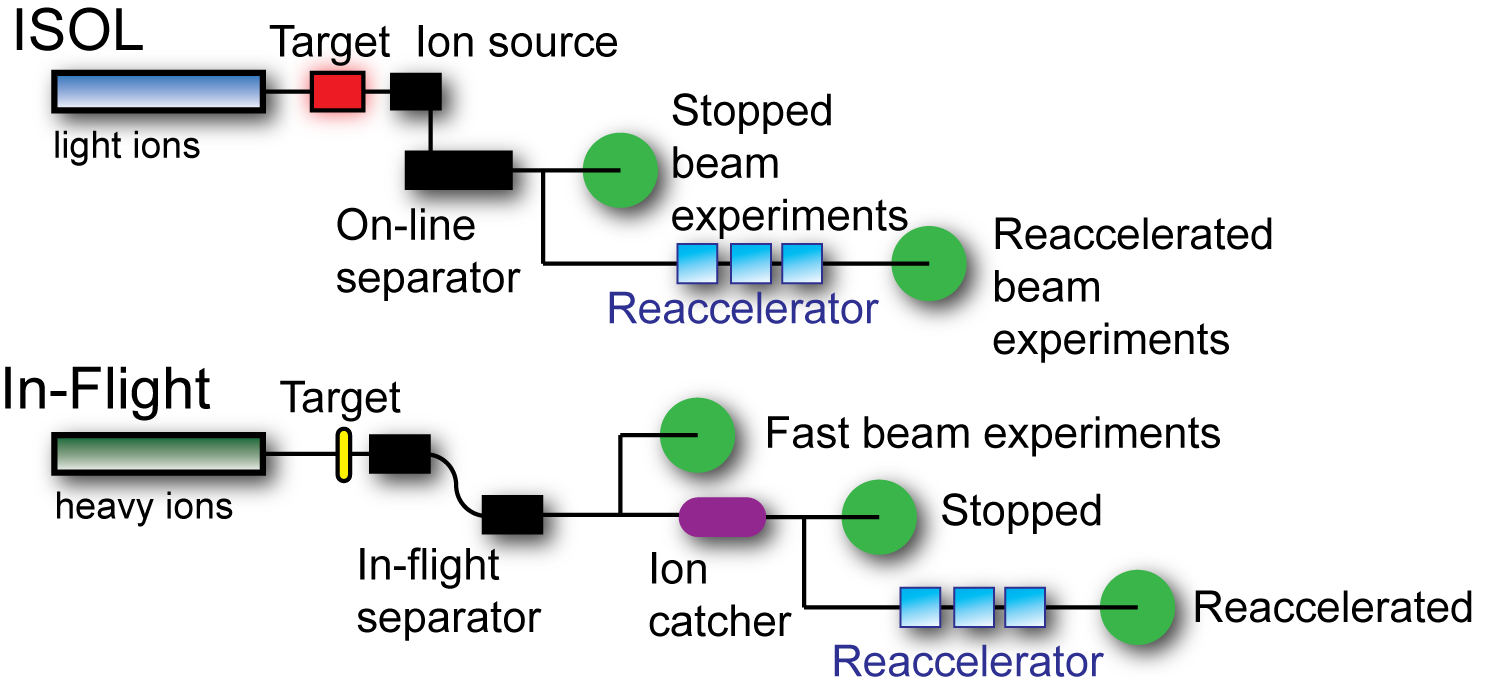 ISOL
Target
Ion source
light ions
Stopped
beam
experiments
On-line
separator
Reaccelerator
Reaccelerated
beam
experiments
In-Flight
Target
heavy ions
In-flight
separator
Fast beam experiments
Ion
catcher
Stopped
Reaccelerator
Reaccelerated